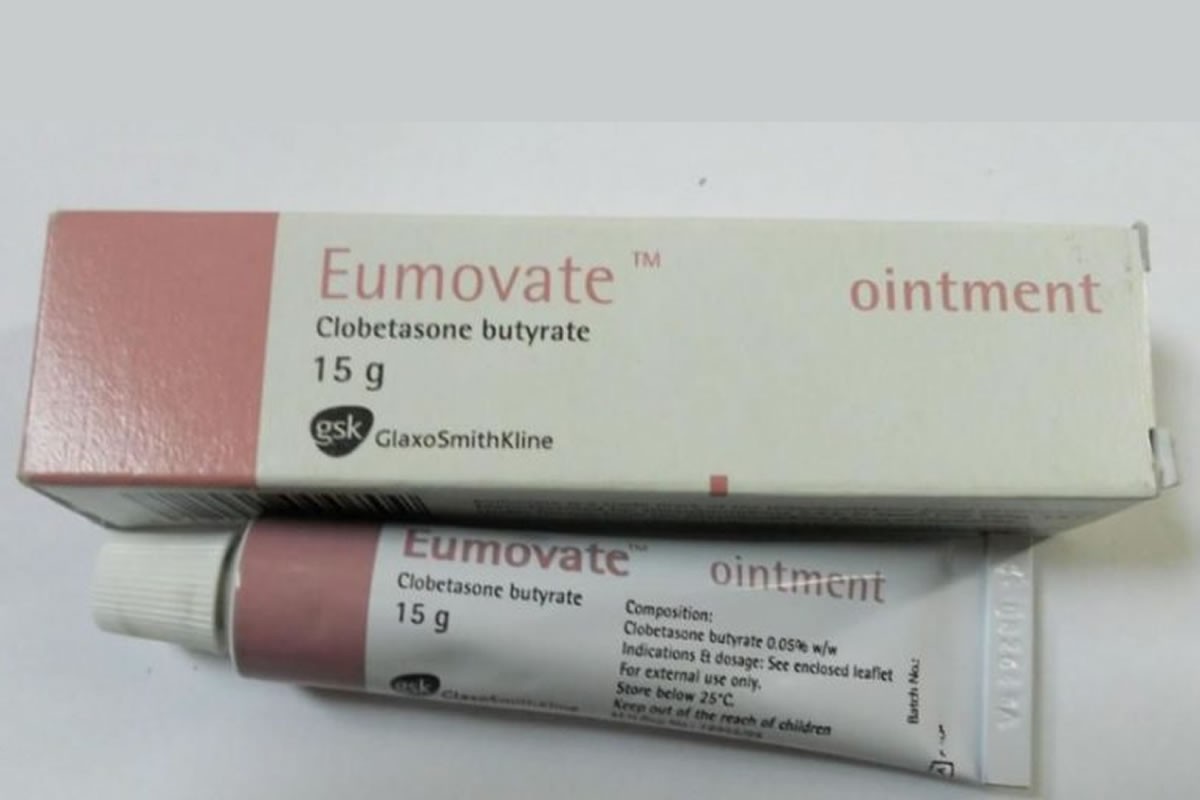 Eumovate™ ointment
Clobetasone butyrate
15 g
gsk GlaxoSmithKline
Eumovate™ ointment
Clobetasone butyrate
15 g
gsk GlaxoSmithKline
Composition:
Clobetasone butyrate 0.05% w/w
Indications & dosage: See enclosed leaflet
For external use only.
Store below 25°C.
Keep out of the reach of children
Batch No.: